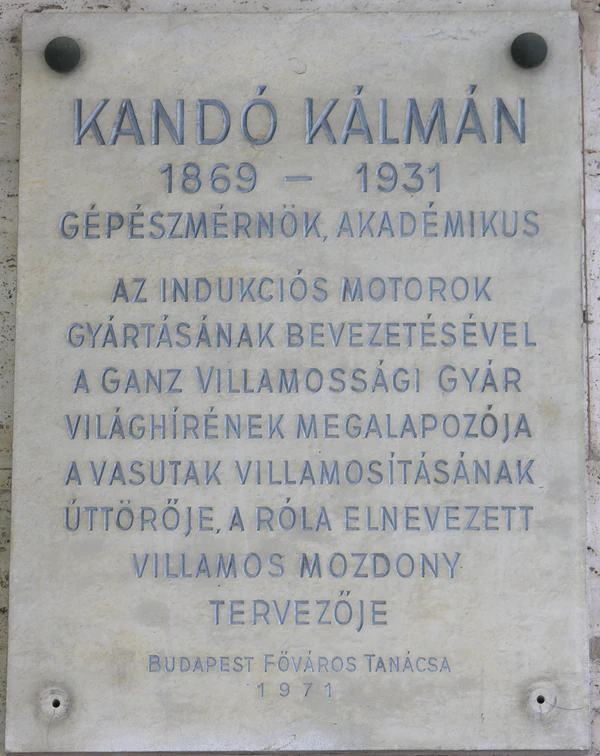 KANDÓ KÁLMÁN
1869 – 1931
GÉPÉSZMÉRNÖK, AKADÉMIKUS
AZ INDUKCIÓS MOTOROK
GYÁRTÁSÁNAK BEVEZETÉSÉVEL
A GANZ VILLAMOSSÁGI GYÁR
VILÁGHÍRÉNEK MEGALAPOZÓJA
A VASUTAK VILLAMOSÍTÁSÁNAK
ÚTTÖRŐJE, A RÓLA ELNEVEZETT
VILLAMOS MOZDONY
TERVEZŐJE
BUDAPEST FŐVÁROS TANÁCSA
1971